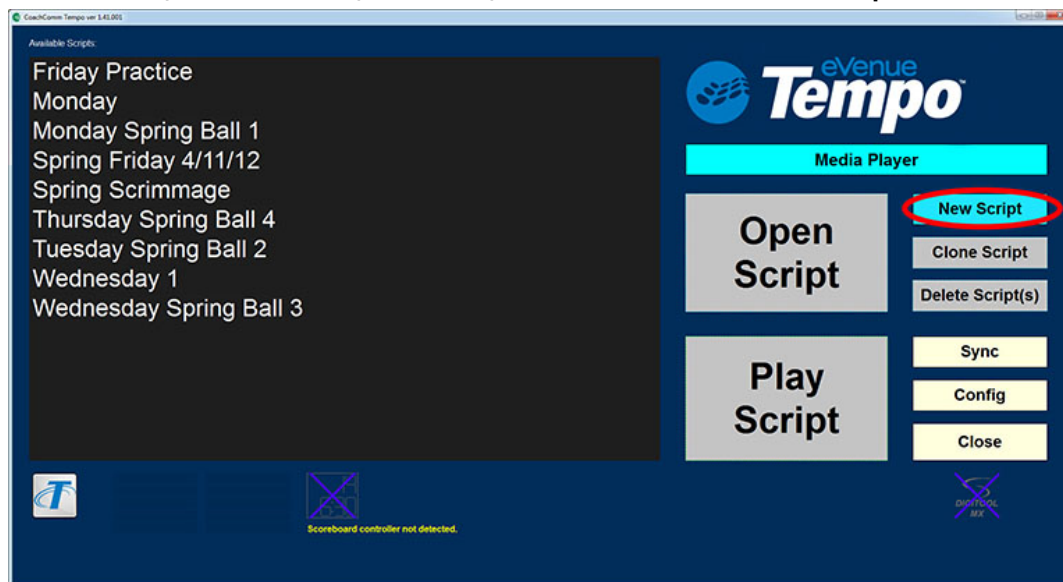 CoachComm Tempo ver 1.41.001
Available Scripts:
Friday Practice
Monday
Monday Spring Ball 1
Spring Friday 4/11/12
Spring Scrimmage
Thursday Spring Ball 4
Tuesday Spring Ball 2
Wednesday 1
Wednesday Spring Ball 3
eVenue
Tempo
Media Player
Open
Script
New Script
Clone Script
Delete Script(s)
Play
Script
Sync
Config
Close
T
Scoreboard controller not detected.
DIGITOOL
MX